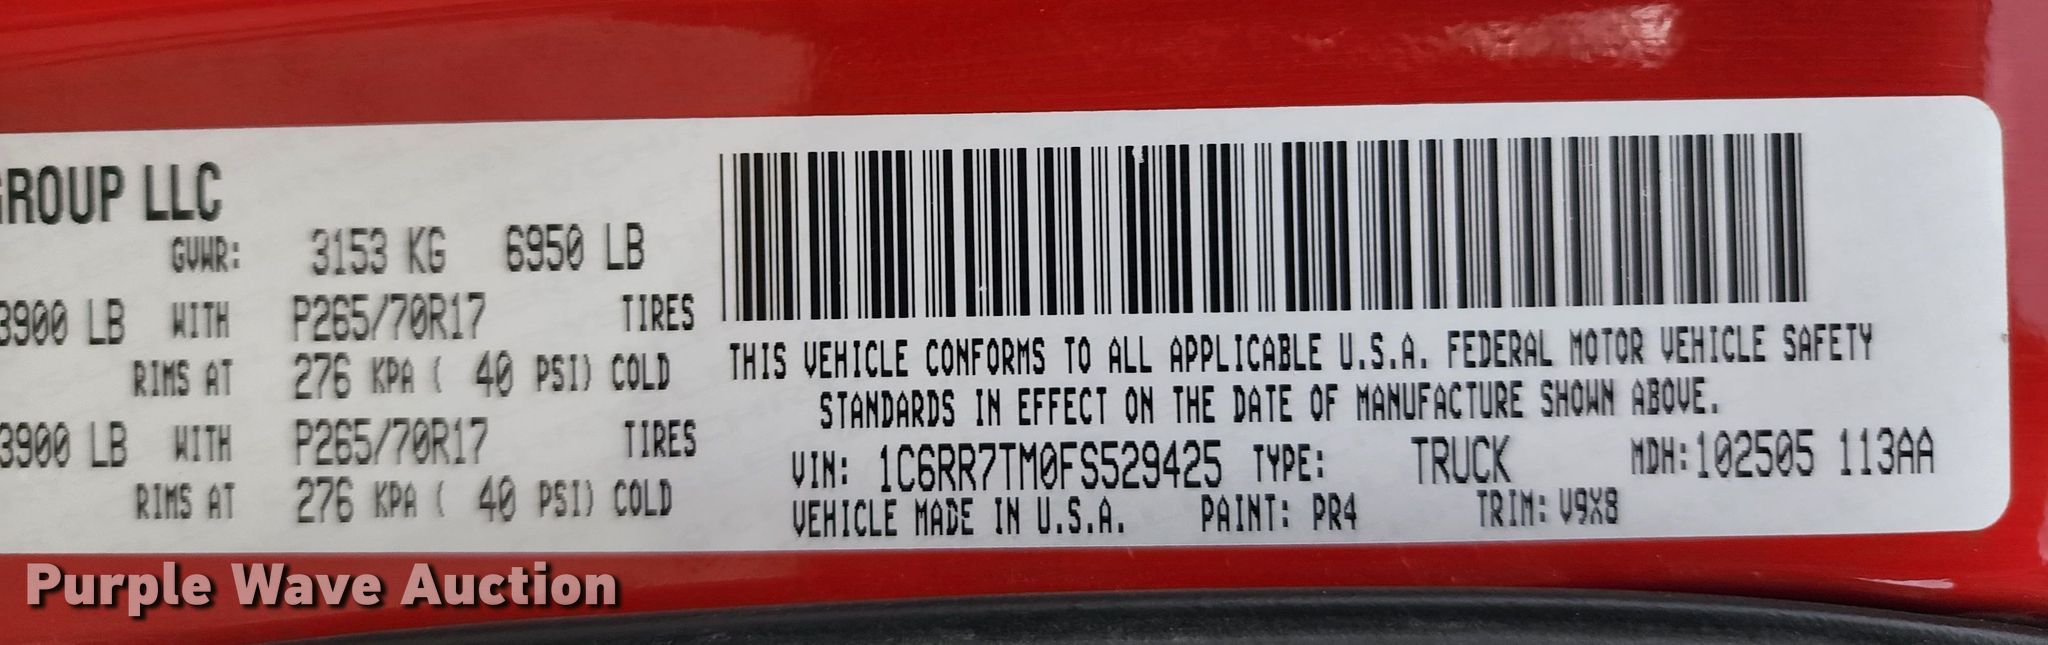 GROUP LLC
GVWR: 3153 KG 6950 LB
3900 LB WITH P265/70R17 TIRES
RIMS AT 276 KPA ( 40 PSI) COLD
3900 LB WITH P265/70R17 TIRES
RIMS AT 276 KPA ( 40 PSI) COLD
THIS VEHICLE CONFORMS TO ALL APPLICABLE U.S.A. FEDERAL MOTOR VEHICLE SAFETY
STANDARDS IN EFFECT ON THE DATE OF MANUFACTURE SHOWN ABOVE.
VIN: 1C6RR7TM0FS529425 TYPE: TRUCK MDH:102505 113AA
VEHICLE MADE IN U.S.A. PAINT: PR4 TRIM: V9X8
Purple Wave Auction